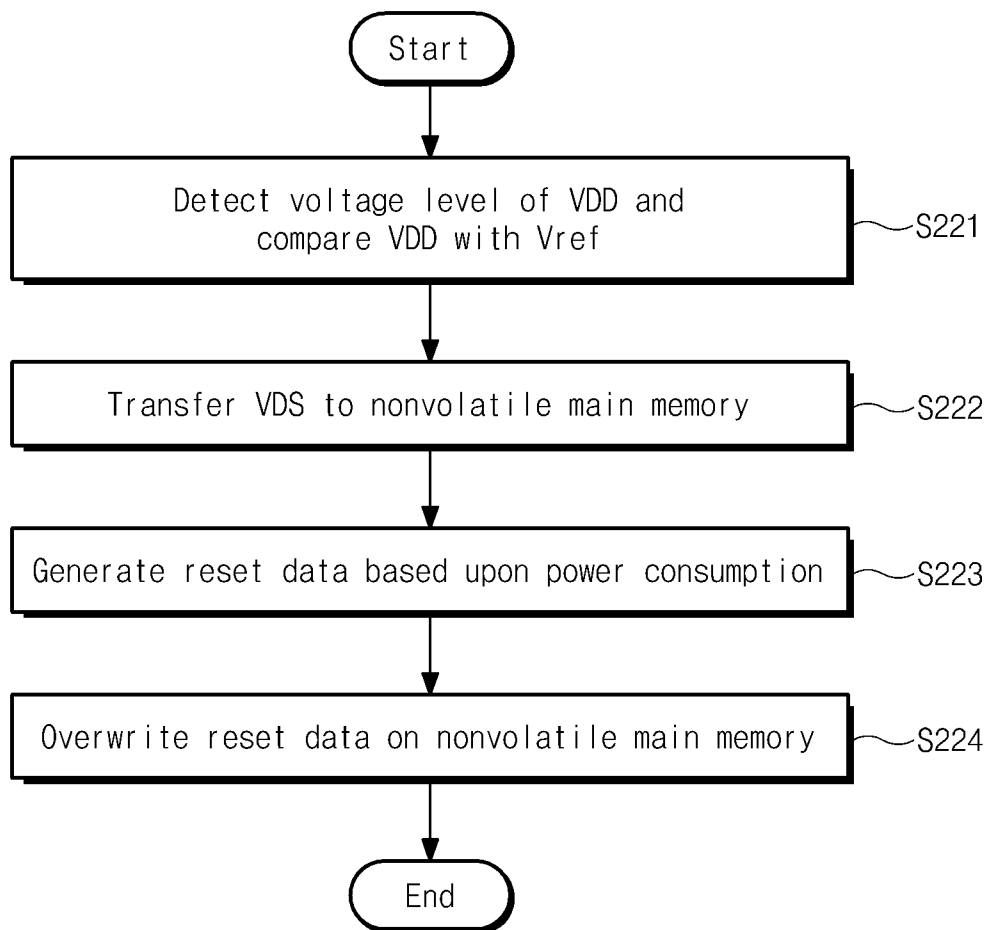 Start
Detect voltage level of VDD and
compare VDD with Vref
S221
Transfer VDS to nonvolatile main memory
S222
Generate reset data based upon power consumption
S223
Overwrite reset data on nonvolatile main memory
S224
End